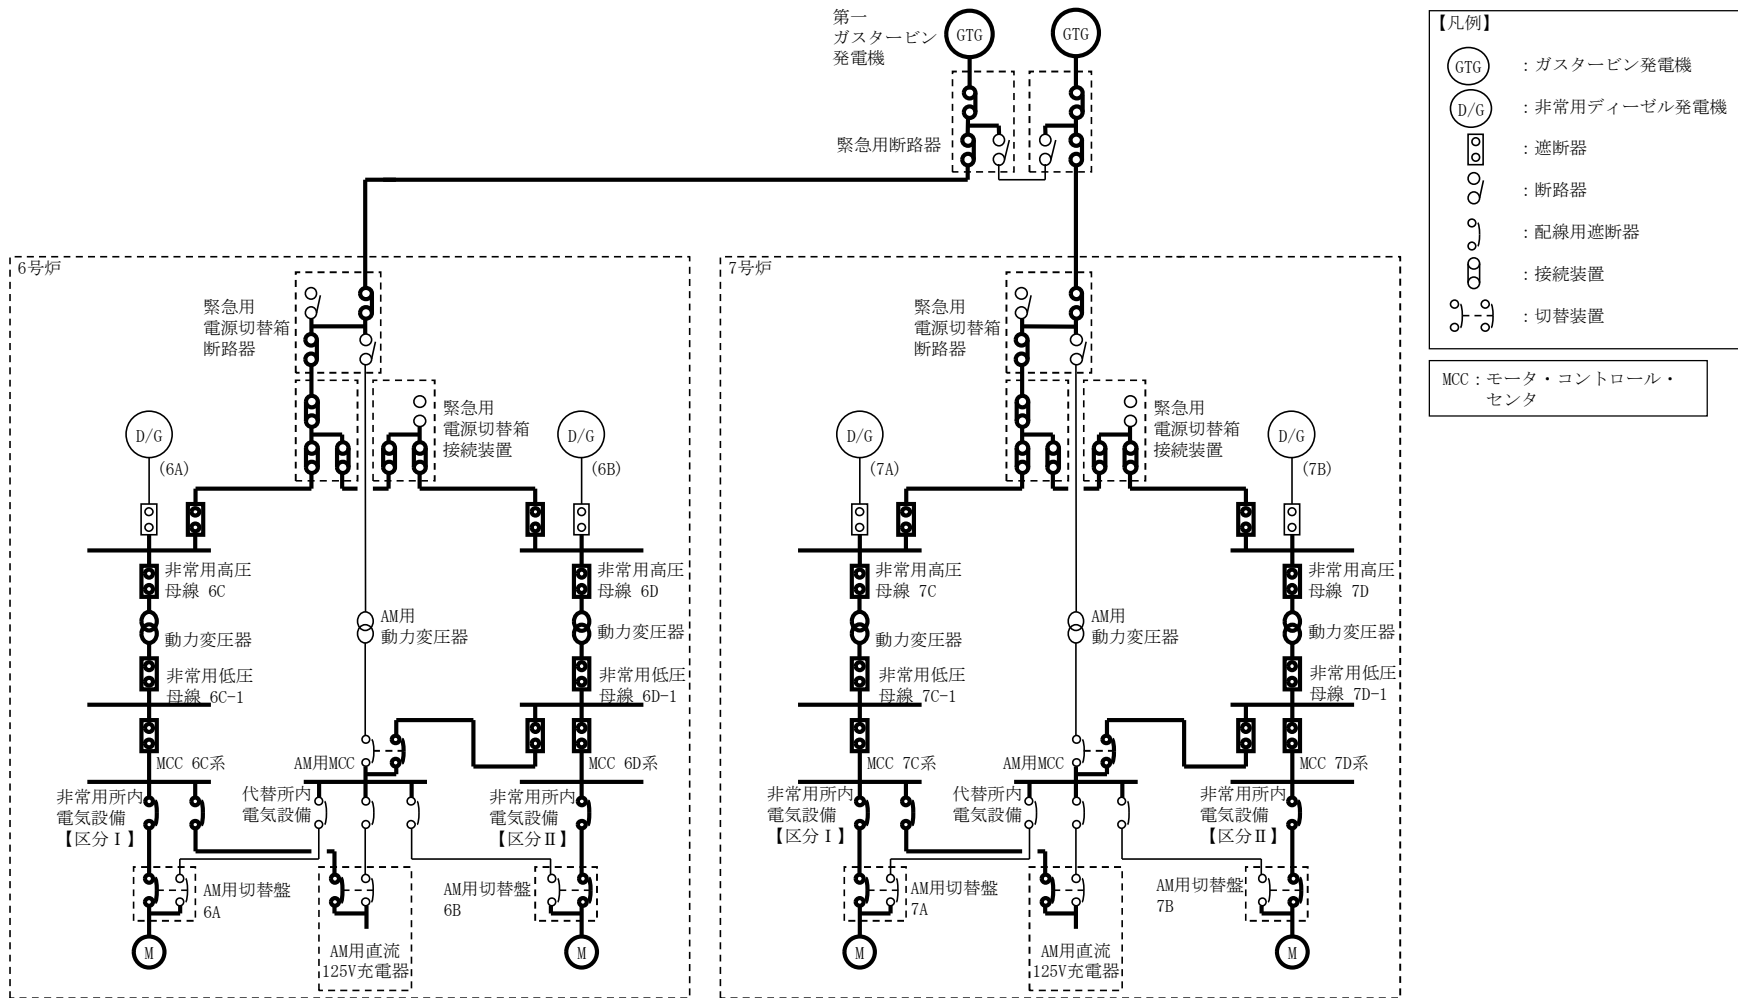 第一
ガスタービン
発電機
GTG
GTG
緊急用断路器
【凡例】
GTG
：ガスタービン発電機
D/G
：非常用ディーゼル発電機
：遮断器
：断路器
：配線用遮断器
：接続装置
：切替装置
MCC：モータ・コントロール・
センタ
6号炉
緊急用
電源切替箱
断路器
緊急用
電源切替箱
接続装置
D/G
(6A)
D/G
(6B)
非常用高圧
母線 6C
非常用高圧
母線 6D
動力変圧器
AM用
動力変圧器
動力変圧器
非常用低圧
母線 6C-1
非常用低圧
母線 6D-1
MCC 6C系
AM用MCC
MCC 6D系
非常用所内
電気設備
【区分Ⅰ】
代替所内
電気設備
非常用所内
電気設備
【区分Ⅱ】
AM用切替盤
6A
AM用切替盤
6B
M
AM用直流
125V充電器
M
7号炉
緊急用
電源切替箱
断路器
緊急用
電源切替箱
接続装置
D/G
(7A)
D/G
(7B)
非常用高圧
母線 7C
非常用高圧
母線 7D
動力変圧器
AM用
動力変圧器
動力変圧器
非常用低圧
母線 7C-1
非常用低圧
母線 7D-1
MCC 7C系
AM用MCC
MCC 7D系
非常用所内
電気設備
【区分Ⅰ】
代替所内
電気設備
非常用所内
電気設備
【区分Ⅱ】
AM用切替盤
7A
AM用切替盤
7B
M
AM用直流
125V充電器
M